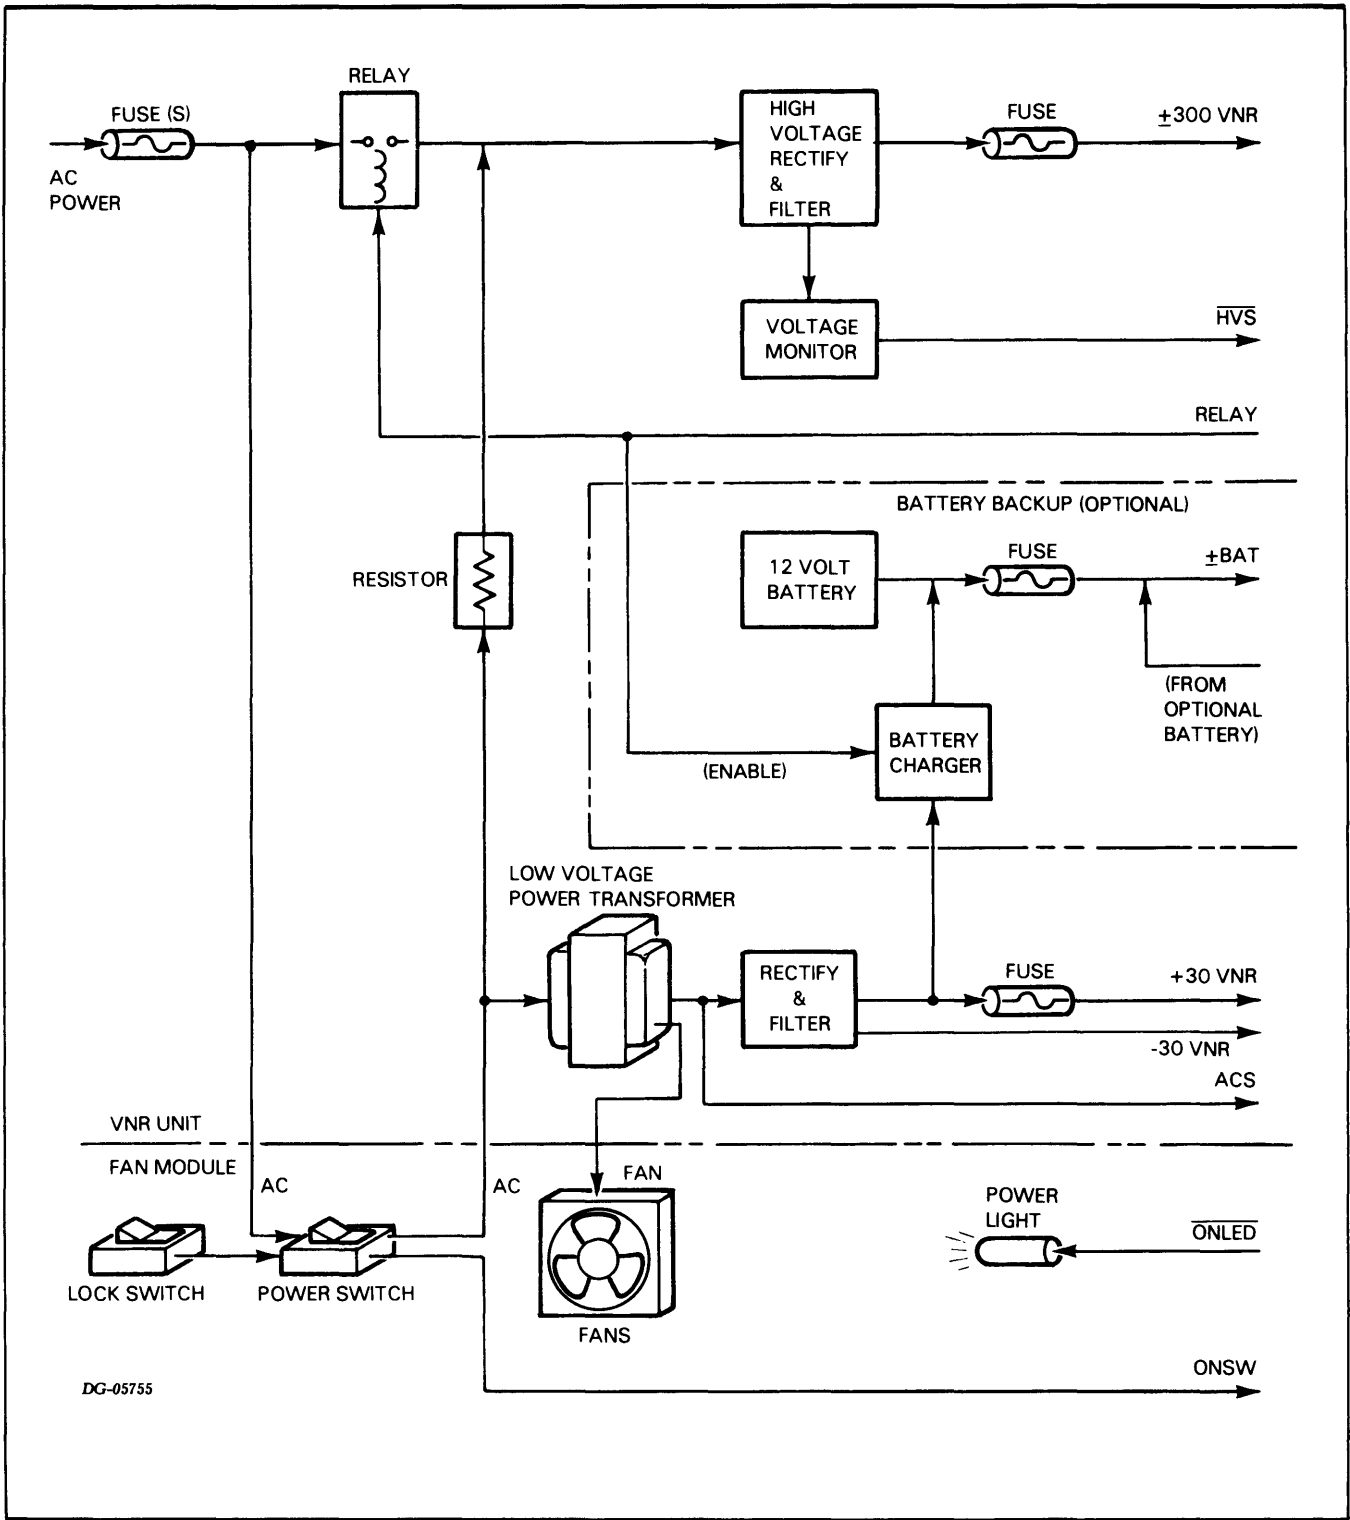 RELAY
FUSE (S)
AC
POWER
HIGH
VOLTAGE
RECTIFY
&
FILTER
FUSE
±300 VNR
VOLTAGE
MONITOR
HVS
RELAY
BATTERY BACKUP (OPTIONAL)
12 VOLT
BATTERY
FUSE
±BAT
RESISTOR
(FROM
OPTIONAL
BATTERY)
BATTERY
CHARGER
(ENABLE)
LOW VOLTAGE
POWER TRANSFORMER
RECTIFY
&
FILTER
FUSE
+30 VNR
-30 VNR
ACS
VNR UNIT
FAN MODULE
AC
AC
FAN
POWER
LIGHT
ONLED
LOCK SWITCH
POWER SWITCH
FANS
ONSW
DG-05755